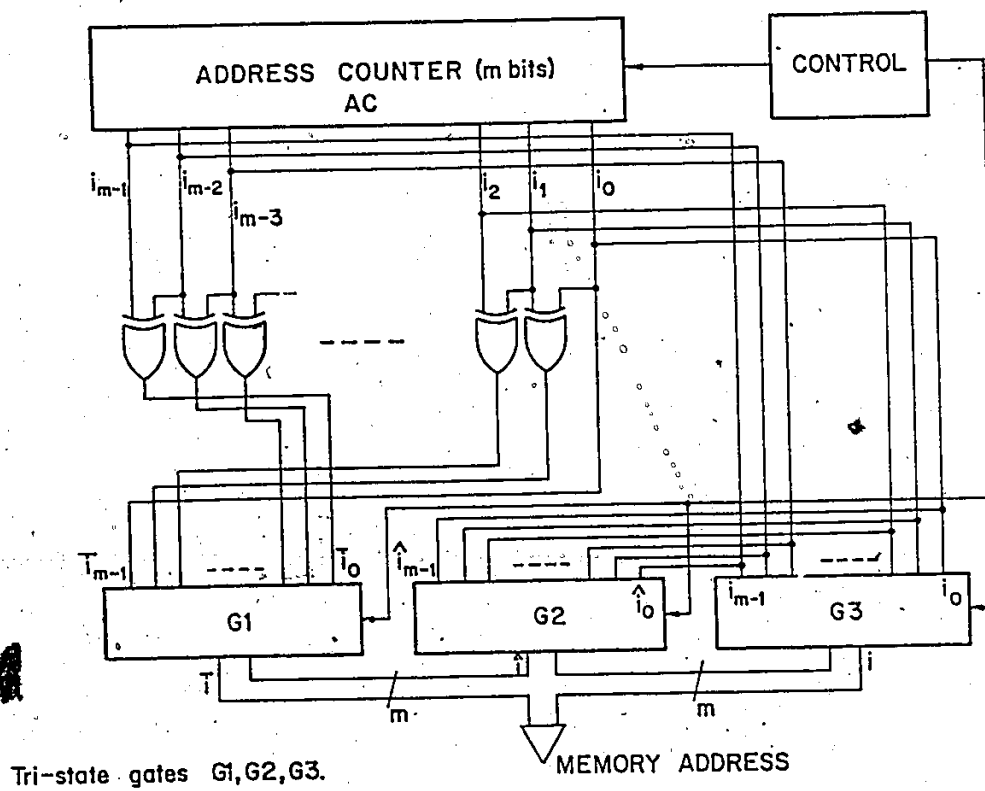 ADDRESS COUNTER (m bits)
AC
CONTROL
i_{m-1} i_{m-2} i_{m-3} i_2 i_1 i_0
ī_{m-1} ī_0 î_{m-1} î_0 i_{m-1} i_0
G1 G2 G3
ī î i
m m
MEMORY ADDRESS
Tri-state gates G1,G2,G3.